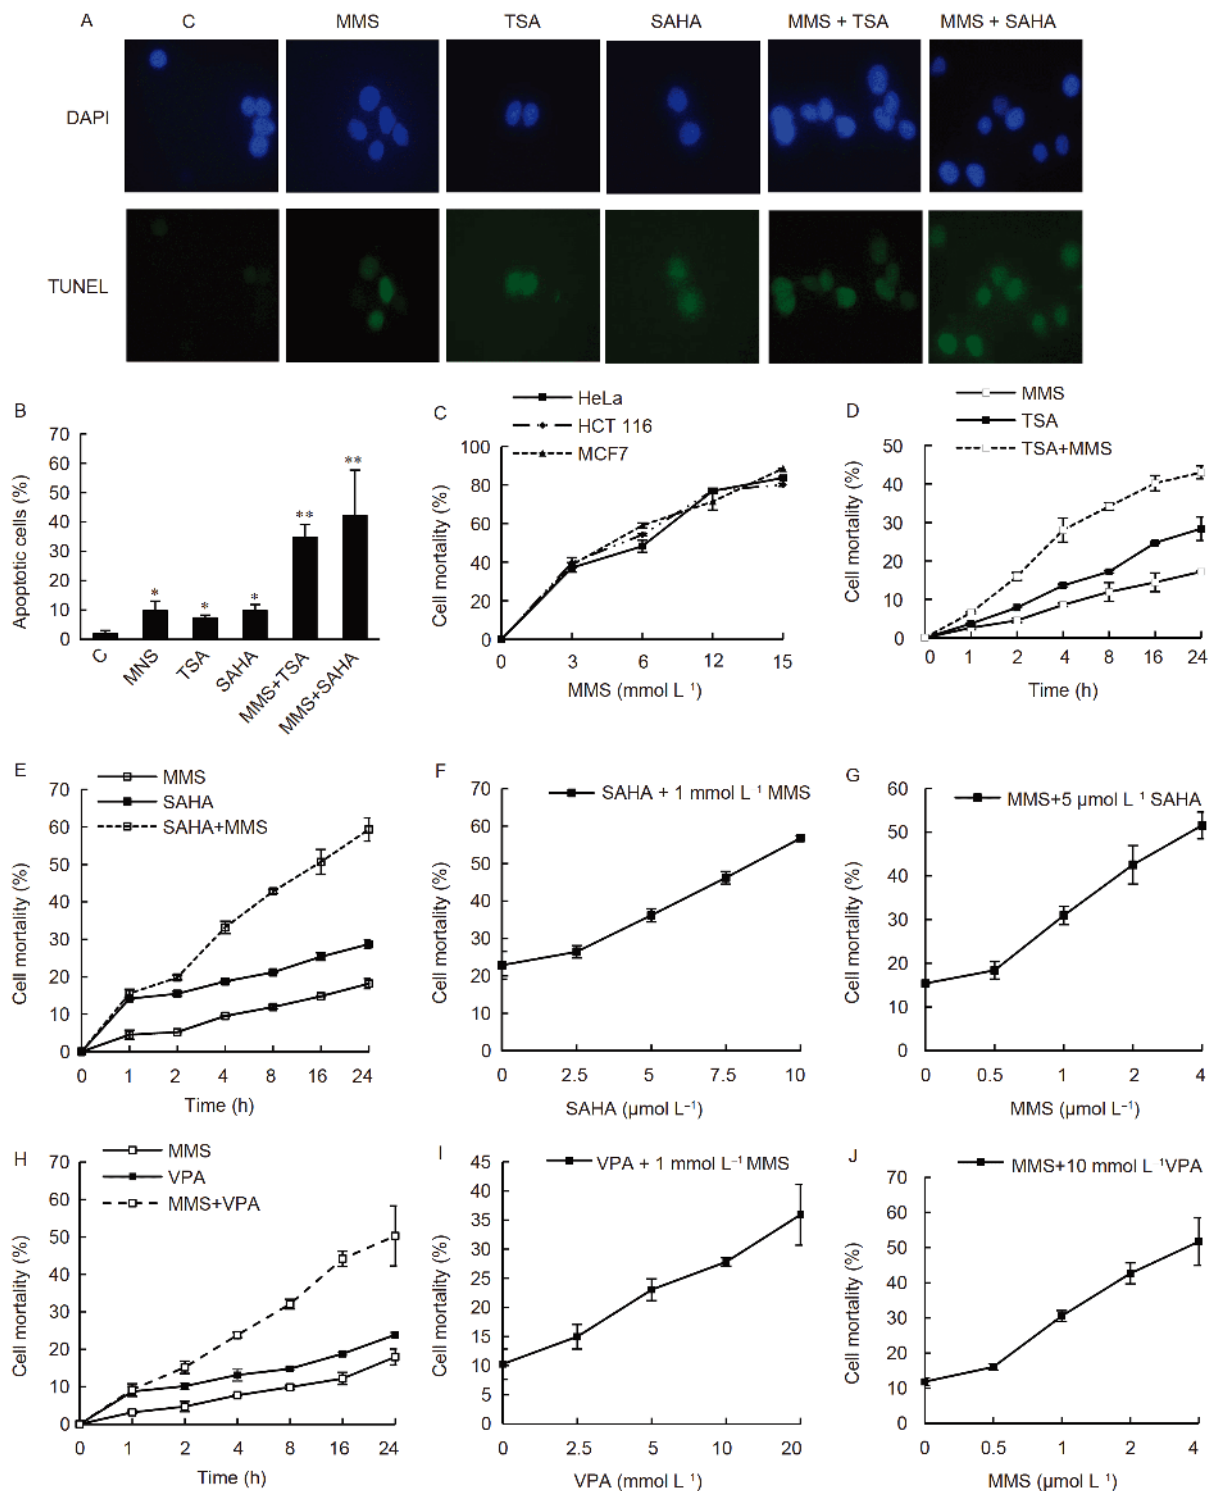 A
C MMS TSA SAHA MMS + TSA MMS + SAHA
DAPI
TUNEL
B
Apoptotic cells (%)
70
60
50
40
30
20
10
0
* * * ** **
C MNS TSA SAHA MMS+TSA MMS+SAHA
C
HeLa
HCT 116
MCF7
Cell mortality (%)
100
80
60
40
20
0
0 3 6 12 15
MMS (mmol L⁻¹)
D
MMS
TSA
TSA+MMS
Cell mortality (%)
50
40
30
20
10
0
0 1 2 4 8 16 24
Time (h)
E
MMS
SAHA
SAHA+MMS
Cell mortality (%)
70
60
50
40
30
20
10
0
0 1 2 4 8 16 24
Time (h)
F
SAHA + 1 mmol L⁻¹ MMS
Cell mortality (%)
70
60
50
40
30
20
10
0
0 2.5 5 7.5 10
SAHA (µmol L⁻¹)
G
MMS+5 µmol L⁻¹ SAHA
Cell mortality (%)
60
50
40
30
20
10
0
0 0.5 1 2 4
MMS (µmol L⁻¹)
H
MMS
VPA
MMS+VPA
Cell mortality (%)
70
60
50
40
30
20
10
0
0 1 2 4 8 16 24
Time (h)
I
VPA + 1 mmol L⁻¹ MMS
Cell mortality (%)
45
40
35
30
25
20
15
10
5
0
0 2.5 5 10 20
VPA (mmol L⁻¹)
J
MMS+10 mmol L⁻¹VPA
Cell mortality (%)
70
60
50
40
30
20
10
0
0 0.5 1 2 4
MMS (µmol L⁻¹)